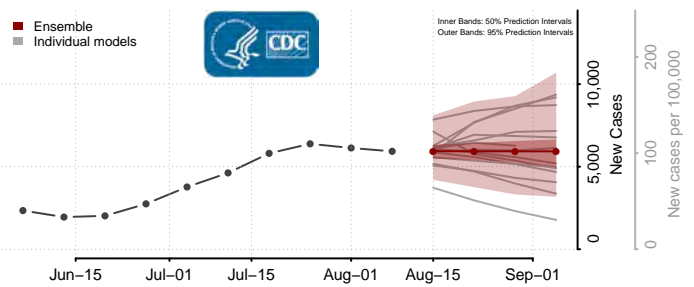 Ensemble
Individual models
CDC
Inner Bands: 50% Prediction Intervals
Outer Bands: 95% Prediction Intervals
Jun−15
Jul−01
Jul−15
Aug−01
Aug−15
Sep−01
0
5,000
10,000
New Cases
0
100
200
New cases per 100,000